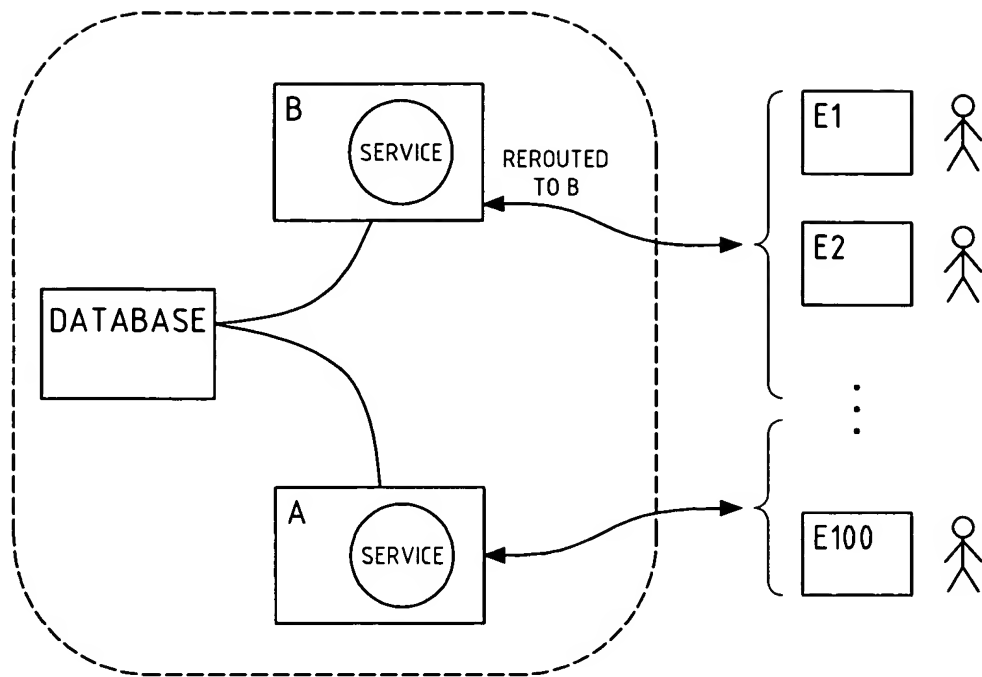 B
SERVICE
REROUTED
TO B
E1
E2
DATABASE
A
SERVICE
E100